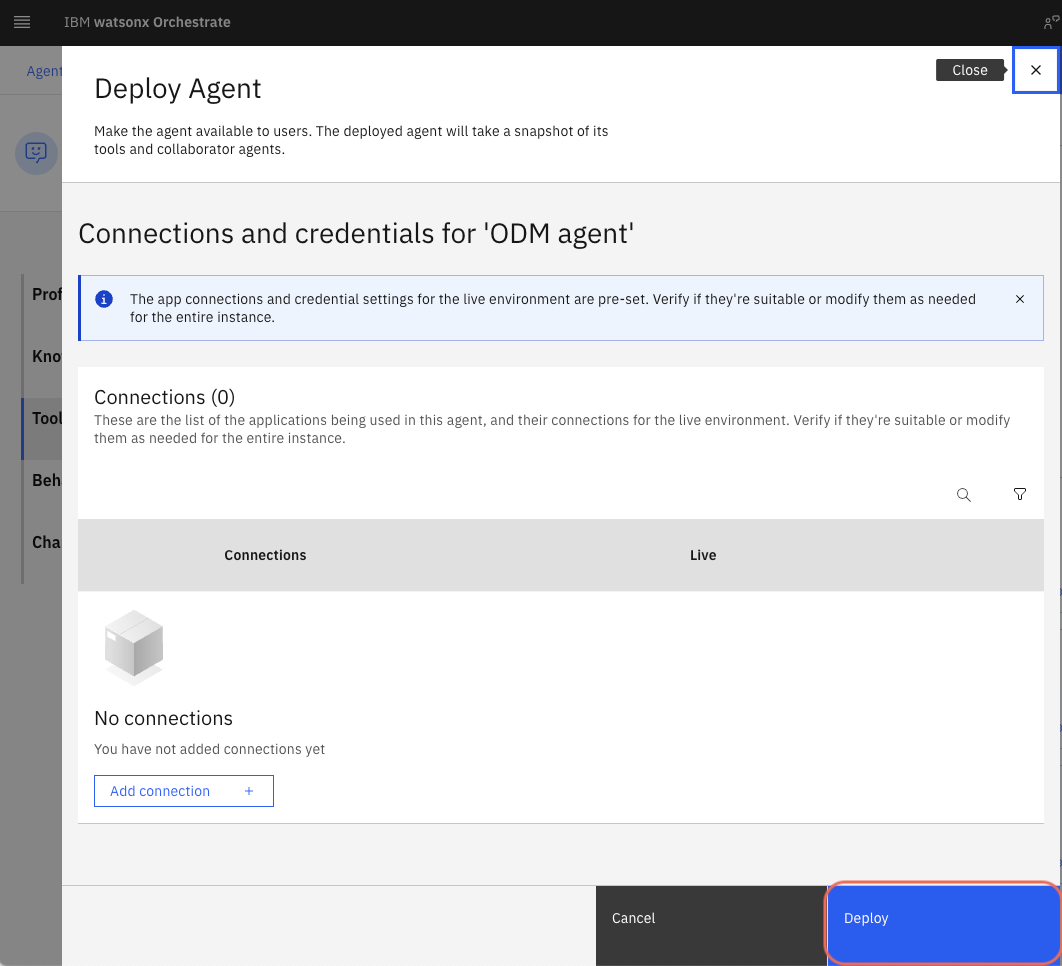 IBM watsonx Orchestrate
Agent
Close
Deploy Agent
Make the agent available to users. The deployed agent will take a snapshot of its
tools and collaborator agents.
Connections and credentials for 'ODM agent'
The app connections and credential settings for the live environment are pre-set. Verify if they're suitable or modify them as needed
for the entire instance.
Prof
Know
Tool
Beha
Cha
Connections (0)
These are the list of the applications being used in this agent, and their connections for the live environment. Verify if they're suitable or modify
them as needed for the entire instance.
Connections Live
No connections
You have not added connections yet
Add connection +
Cancel
Deploy